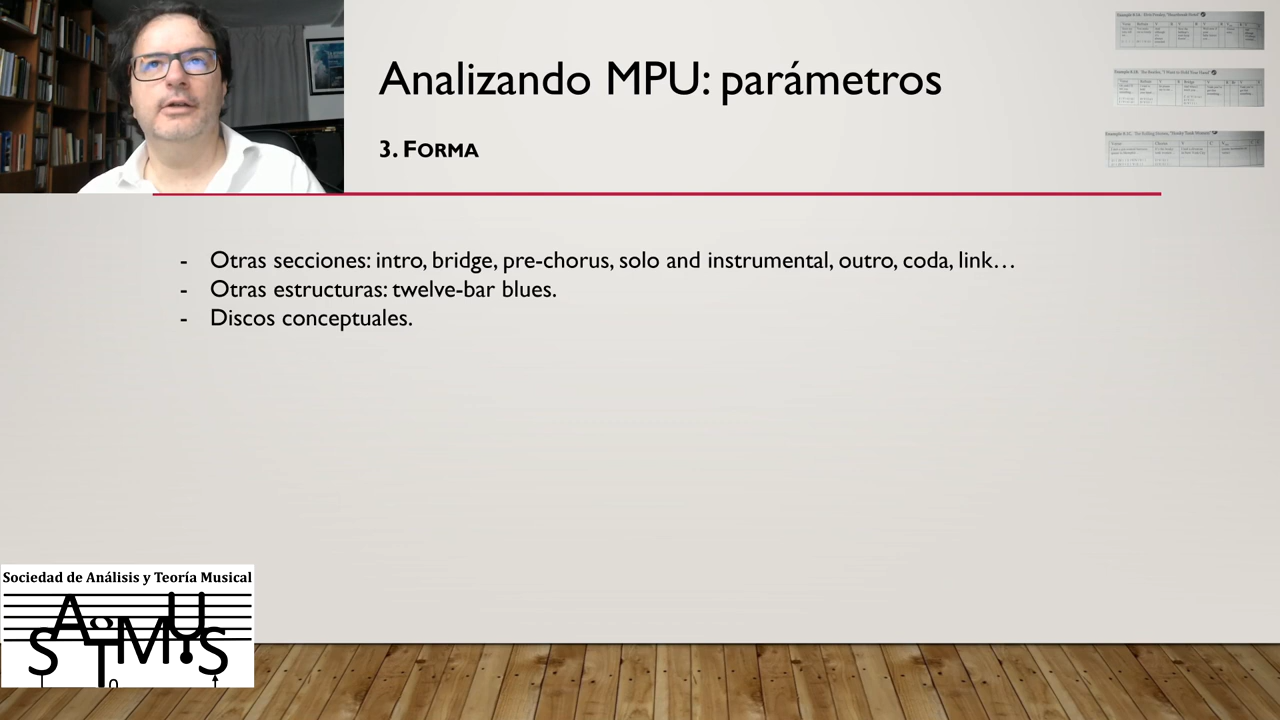 Analizando MPU: parámetros
3. FORMA
- Otras secciones: intro, bridge, pre-chorus, solo and instrumental, outro, coda, link…
- Otras estructuras: twelve-bar blues.
- Discos conceptuales.
Sociedad de Análisis y Teoría Musical
SATMUS